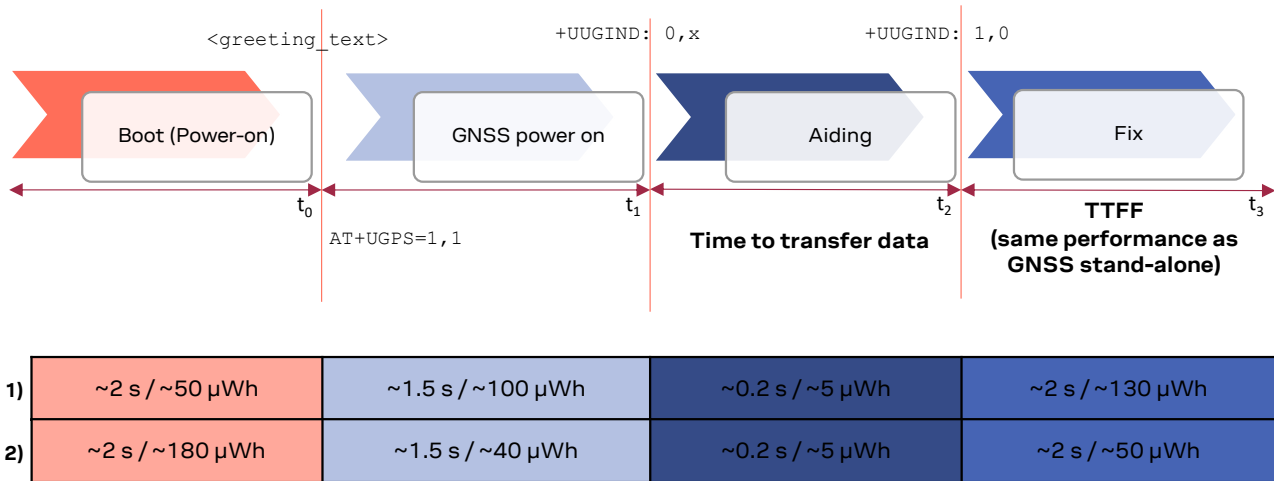 <greeting_text>
+UUGIND: 0,x
+UUGIND: 1,0
Boot (Power-on)
GNSS power on
Aiding
Fix
t0
t1
t2
t3
AT+UGPS=1,1
Time to transfer data
TTFF
(same performance as
GNSS stand-alone)
1) ~2 s / ~50 µWh ~1.5 s / ~100 µWh ~0.2 s / ~5 µWh ~2 s / ~130 µWh
2) ~2 s / ~180 µWh ~1.5 s / ~40 µWh ~0.2 s / ~5 µWh ~2 s / ~50 µWh